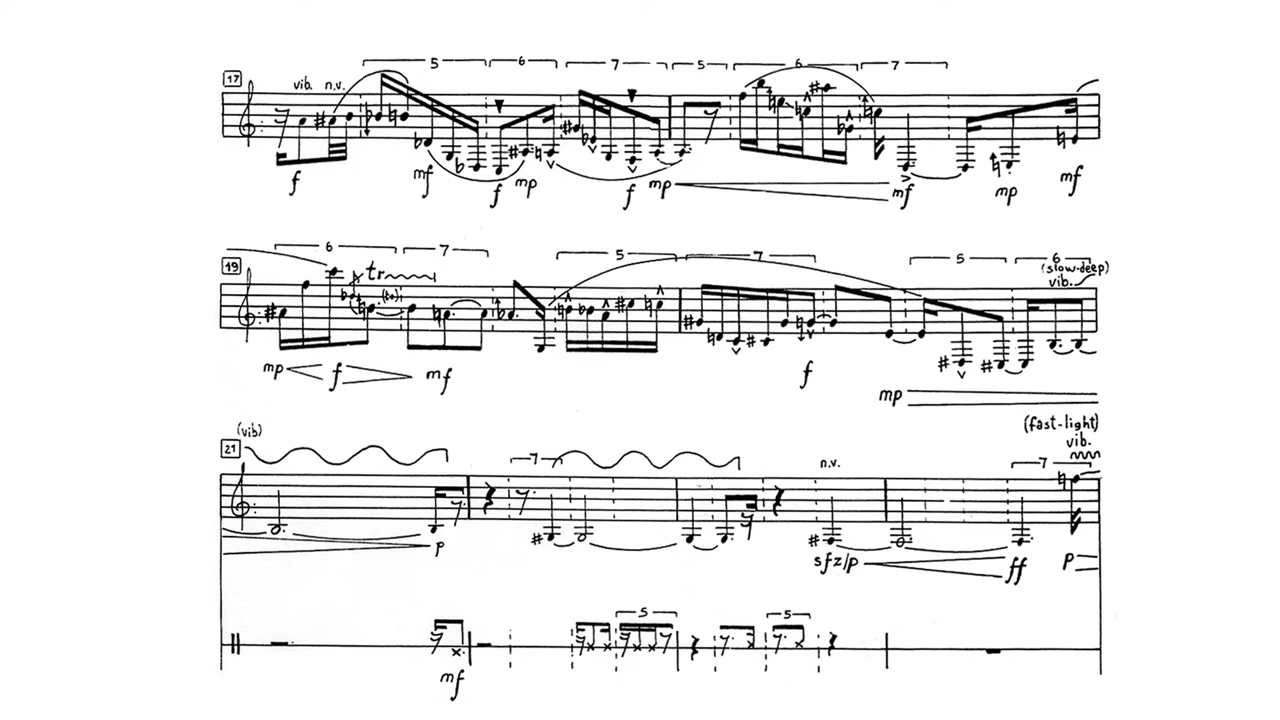 5 6 7 5 6 7
17 vib. n.v.
f mf f mp f mp mf mp mf
6 7 5 7 5 6
19 tr (slow-deep)
vib.
mp f mf f
mp
(vib) (fast-light)
21 vib.
7 n.v. 7
p sfz/p ff p
5 5
mf